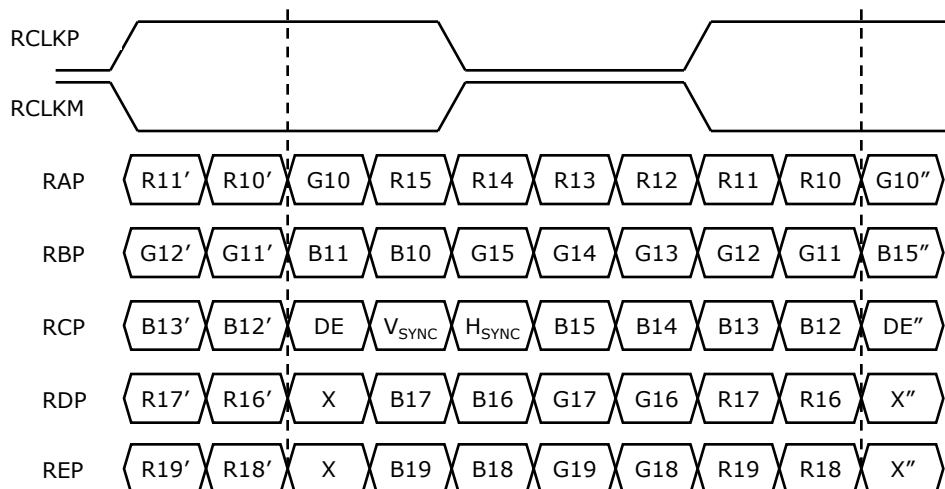 RCLKP
RCLKM
RAP R11′ R10′ G10 R15 R14 R13 R12 R11 R10 G10″
RBP G12′ G11′ B11 B10 G15 G14 G13 G12 G11 B15″
RCP B13′ B12′ DE VSYNC HSYNC B15 B14 B13 B12 DE″
RDP R17′ R16′ X B17 B16 G17 G16 R17 R16 X″
REP R19′ R18′ X B19 B18 G19 G18 R19 R18 X″